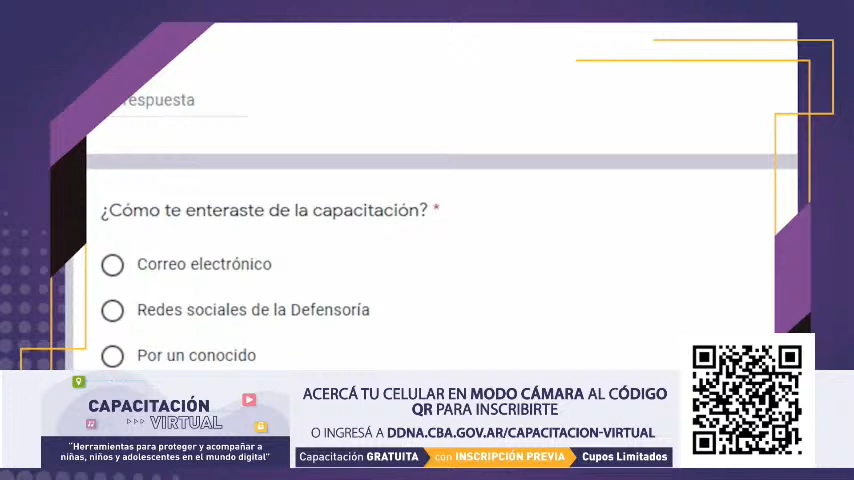 respuesta
¿Cómo te enteraste de la capacitación? *
Correo electrónico
Redes sociales de la Defensoría
Por un conocido
CAPACITACIÓN
▷▷▷ VIRTUAL
"Herramientas para proteger y acompañar a
niñas, niños y adolescentes en el mundo digital"
ACERCÁ TU CELULAR EN MODO CÁMARA AL CÓDIGO
QR PARA INSCRIBIRTE
O INGRESÁ A DDNA.CBA.GOV.AR/CAPACITACION-VIRTUAL
Capacitación GRATUITA con INSCRIPCIÓN PREVIA Cupos Limitados